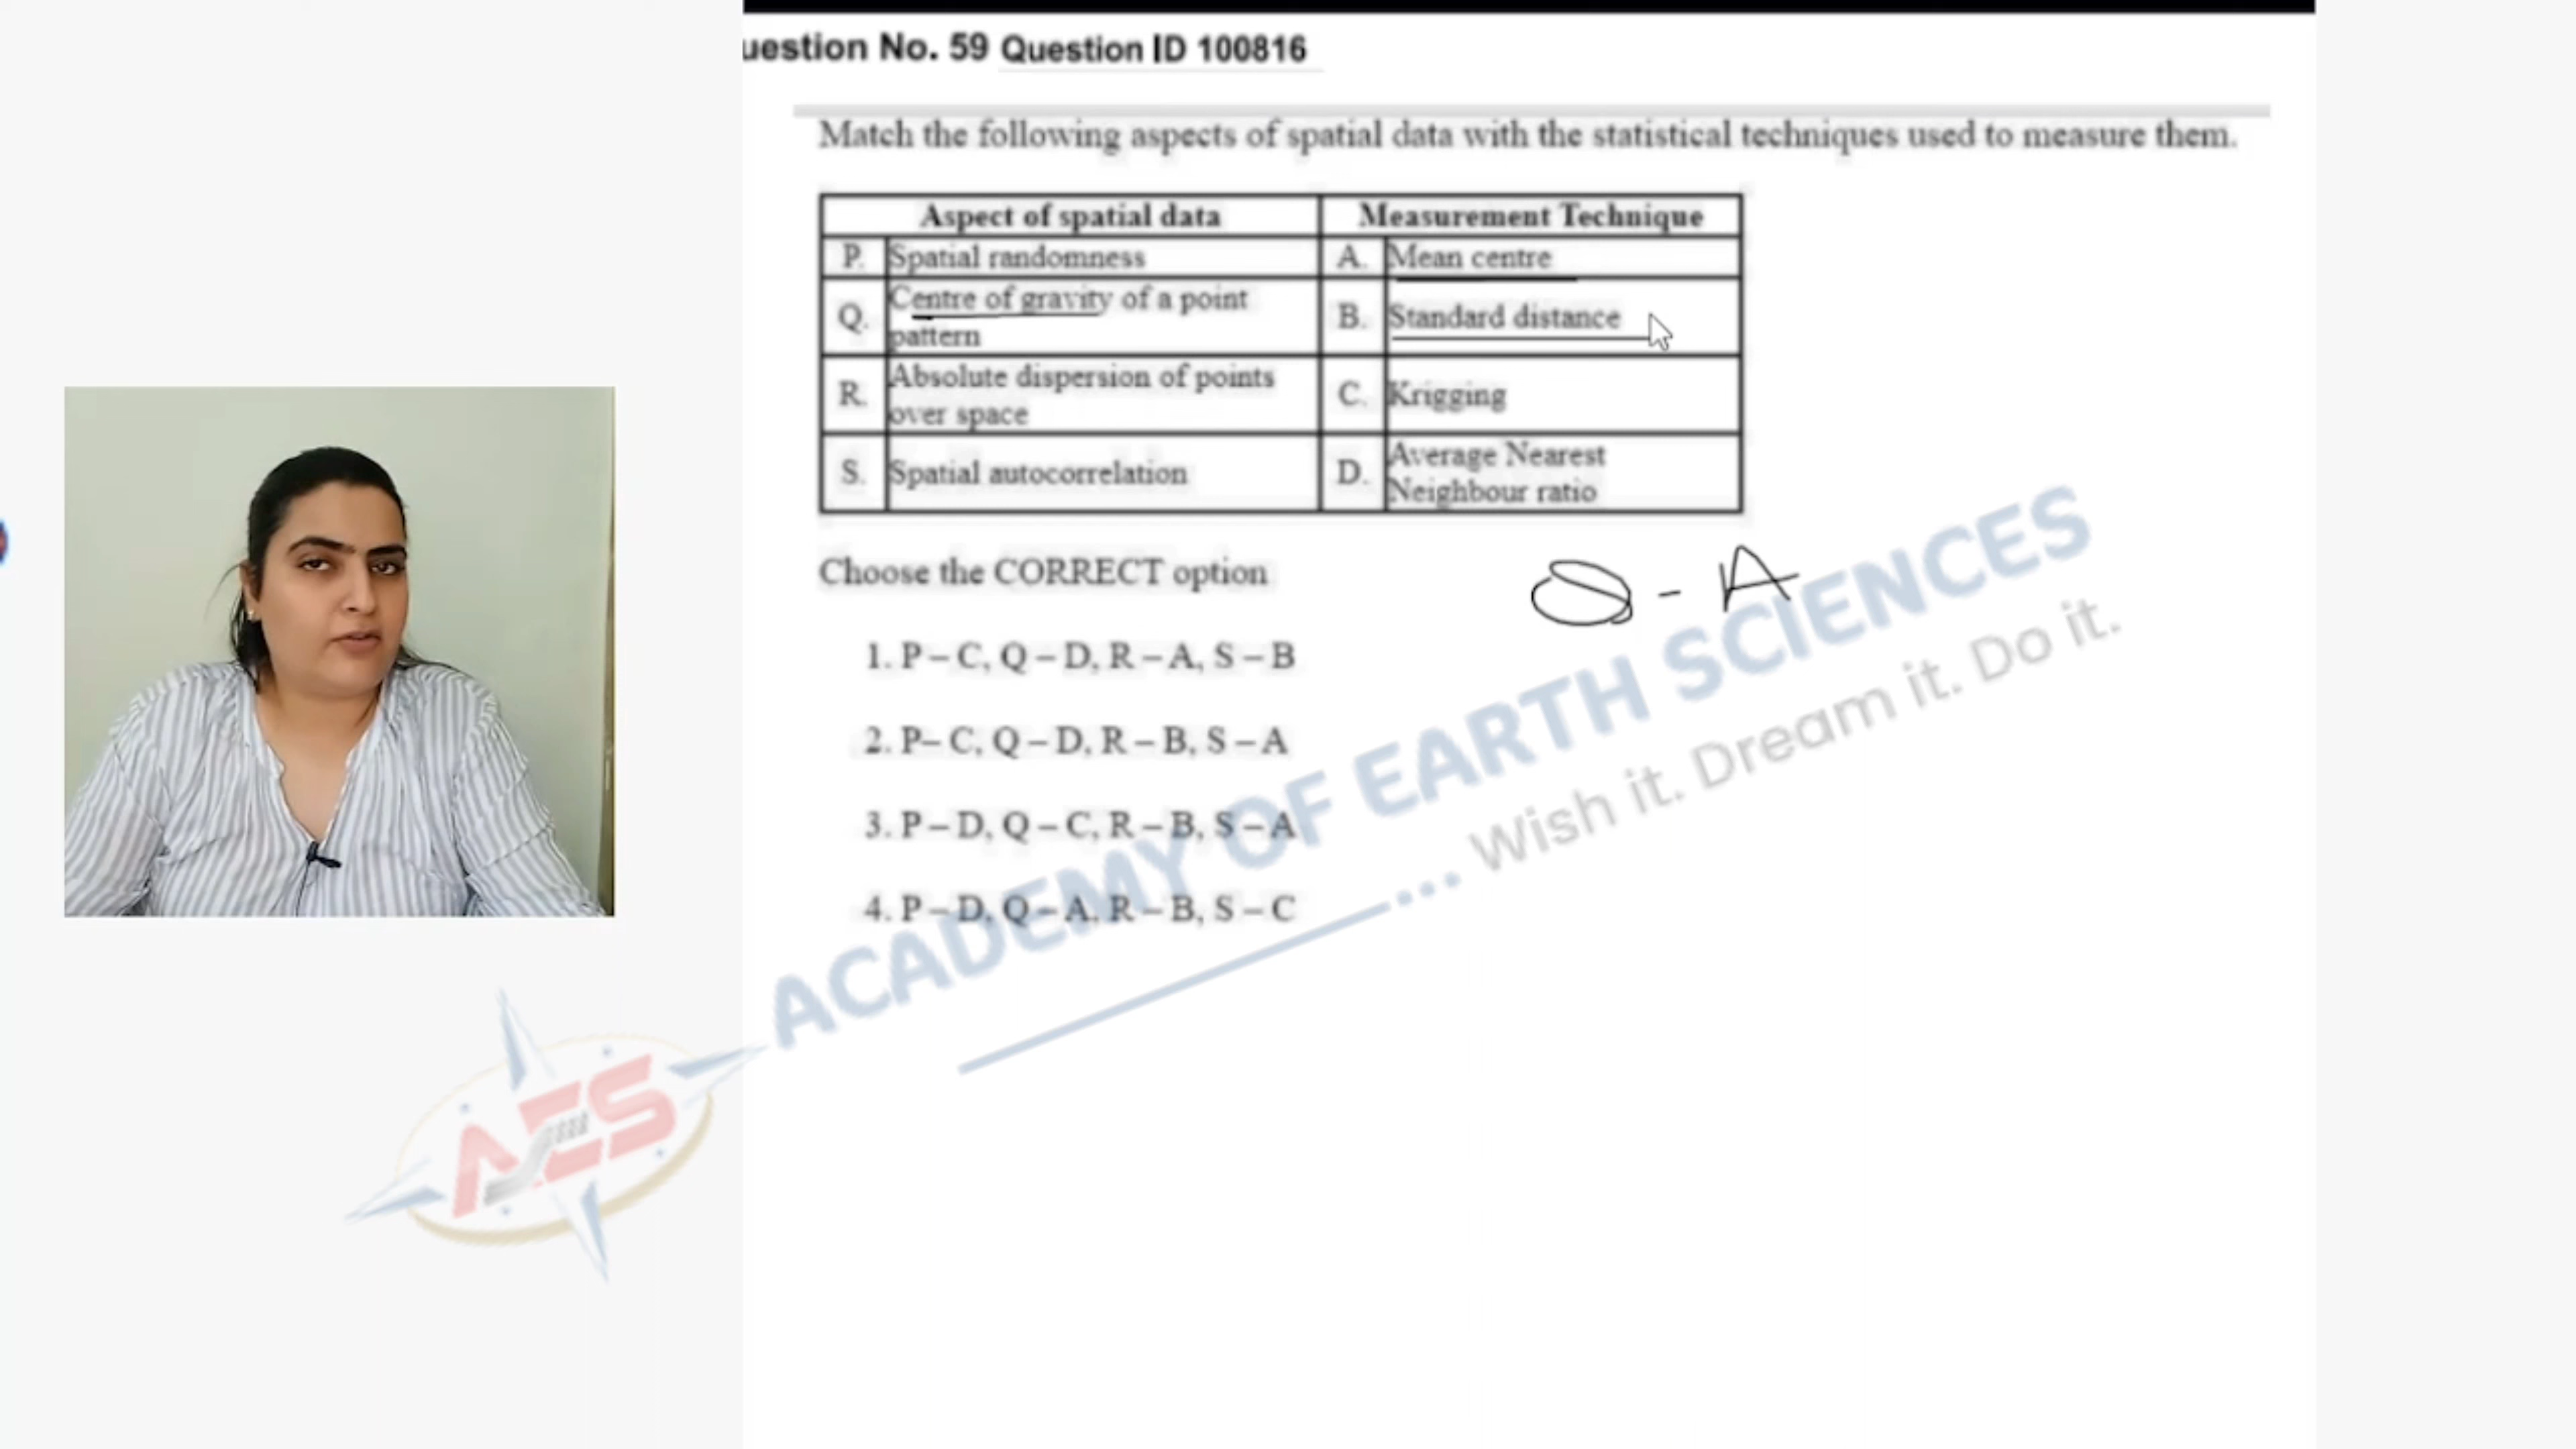 uestion No. 59 Question ID 100816
Match the following aspects of spatial data with the statistical techniques used to measure them.
Aspect of spatial data Measurement Technique
P. Spatial randomness A. Mean centre
Q. Centre of gravity of a point pattern B. Standard distance
R. Absolute dispersion of points over space C. Krigging
S. Spatial autocorrelation D. Average Nearest Neighbour ratio
Choose the CORRECT option
Q - A
1. P – C, Q – D, R – A, S – B
2. P– C, Q – D, R – B, S – A
3. P – D, Q – C, R – B, S – A
4. P – D, Q – A, R – B, S – C
ACADEMY OF EARTH SCIENCES
... Wish it. Dream it. Do it.
AES